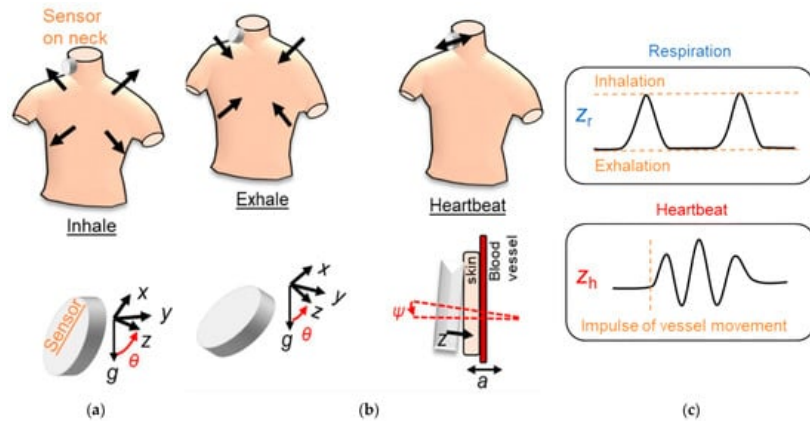 Sensor
on neck
Inhale
Exhale
Heartbeat
Sensor
x
y
z
g
θ
x
y
z
g
θ
skin
Blood
vessel
ψ
z
a
Respiration
Inhalation
Zr
Exhalation
Heartbeat
Zh
Impulse of vessel movement
(a)
(b)
(c)